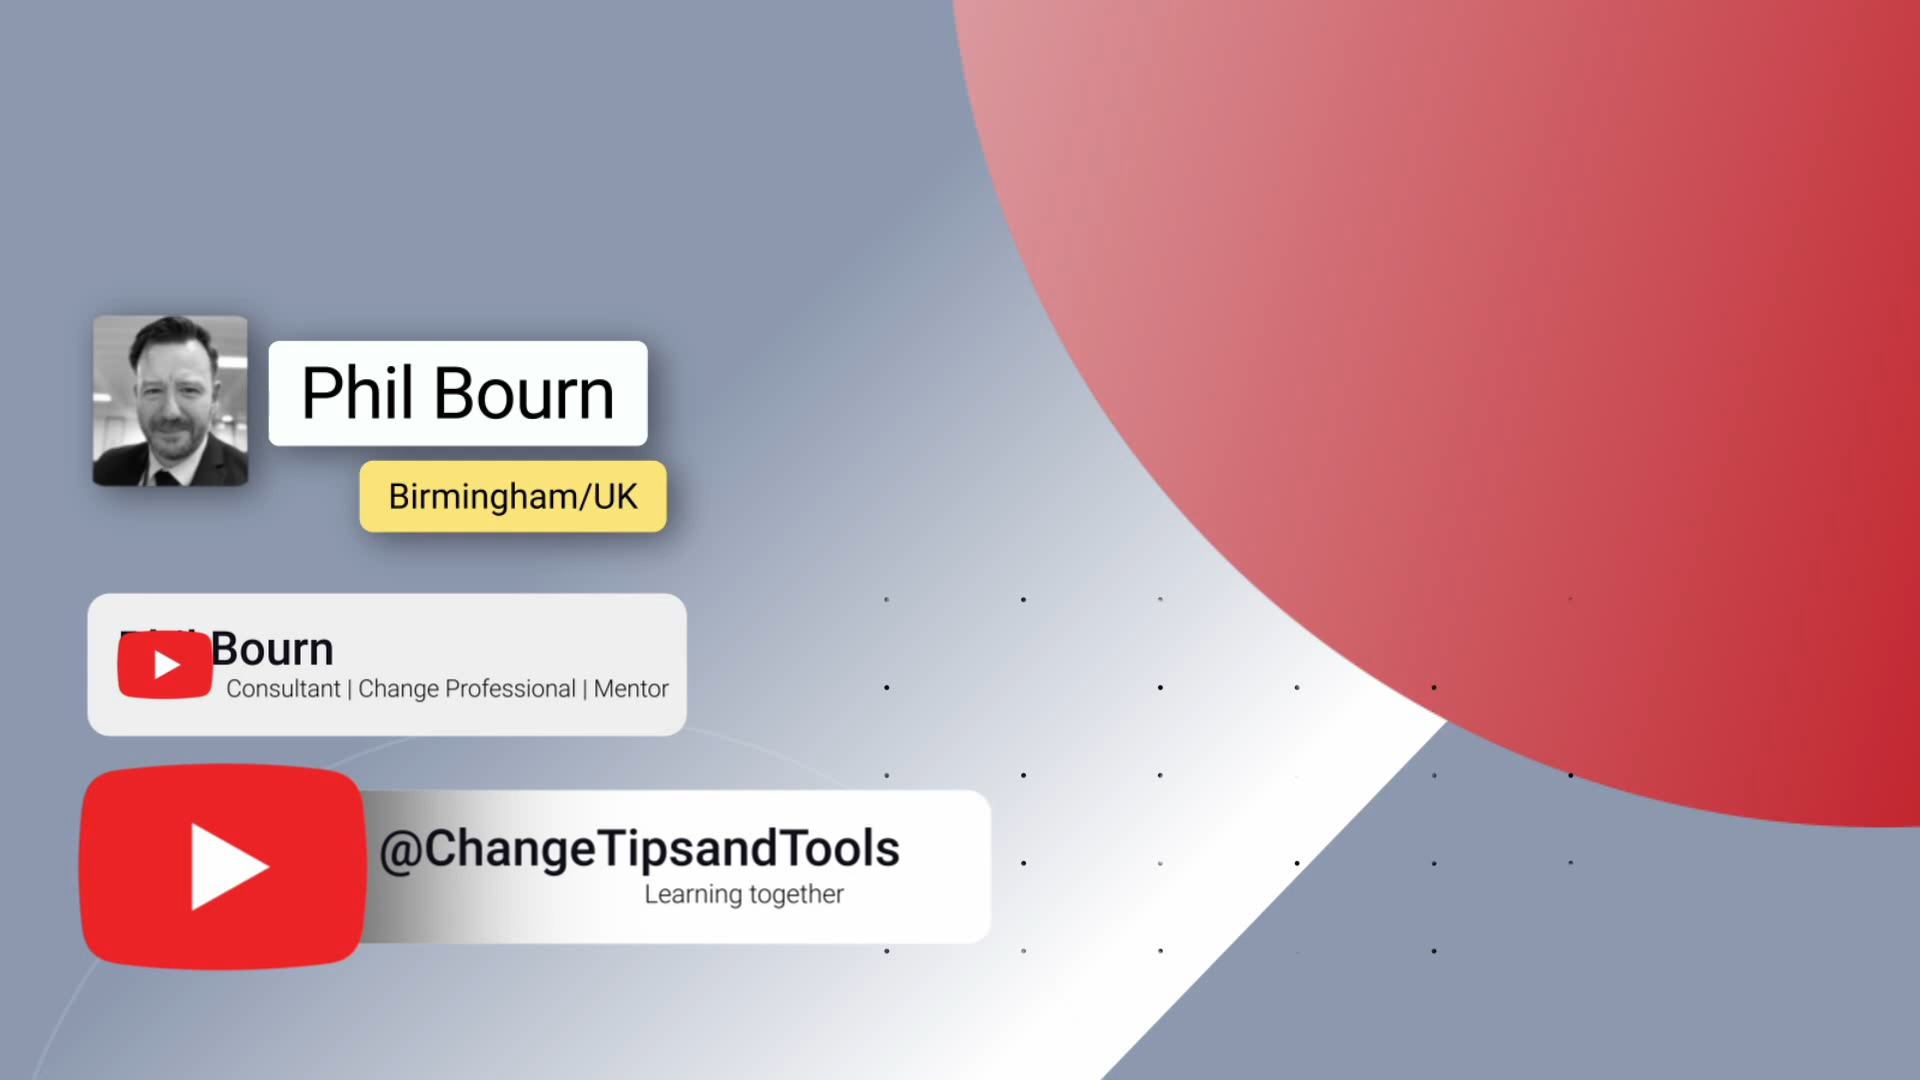 Phil Bourn
Birmingham/UK
Bourn
Consultant | Change Professional | Mentor
@ChangeTipsandTools
Learning together